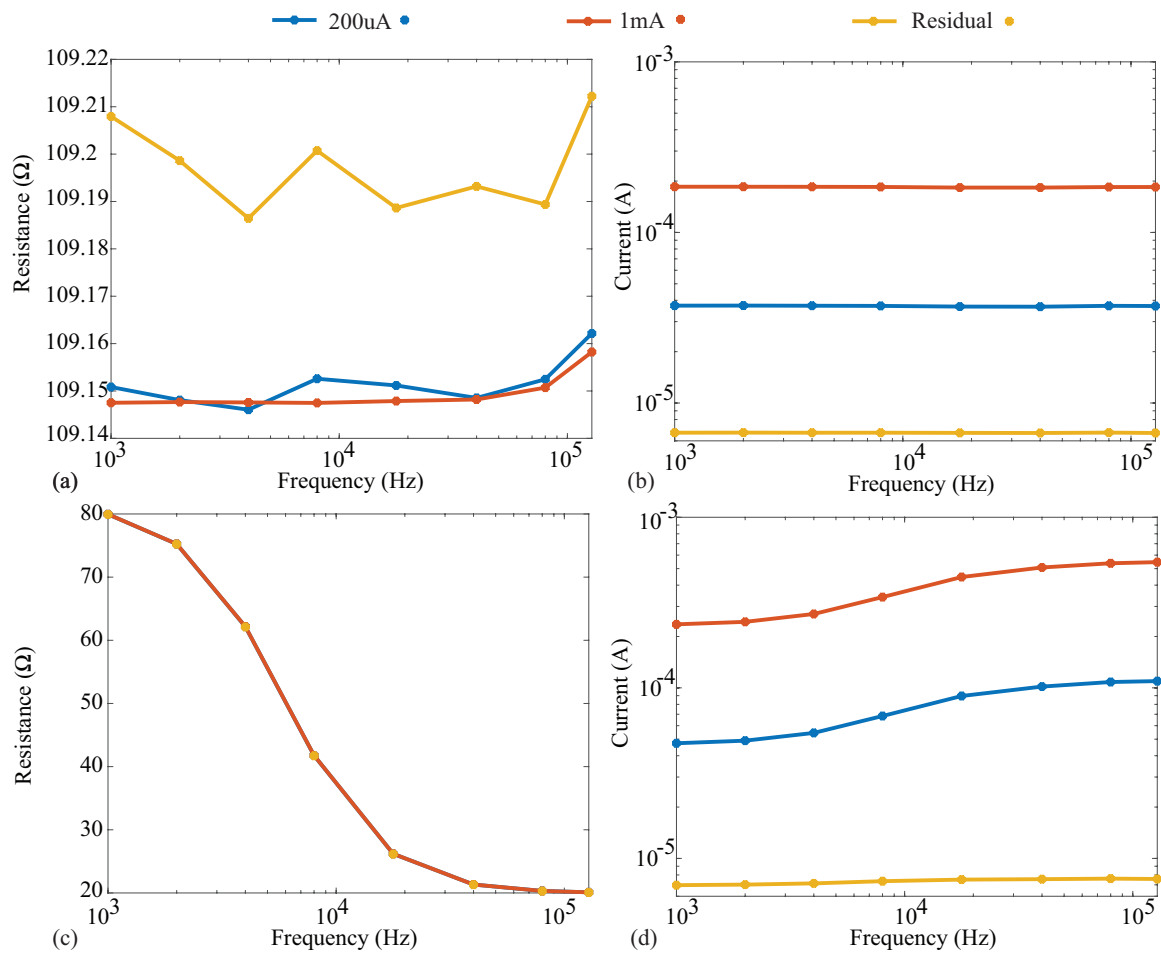 200uA 1mA Residual
109.22
109.21
109.2
109.19
109.18
109.17
109.16
109.15
109.14
Resistance (Ω)
10^3 10^4 10^5
(a) Frequency (Hz)
10^-3
10^-4
10^-5
Current (A)
10^3 10^4 10^5
(b) Frequency (Hz)
80
70
60
50
40
30
20
Resistance (Ω)
10^3 10^4 10^5
(c) Frequency (Hz)
10^-3
10^-4
10^-5
Current (A)
10^3 10^4 10^5
(d) Frequency (Hz)